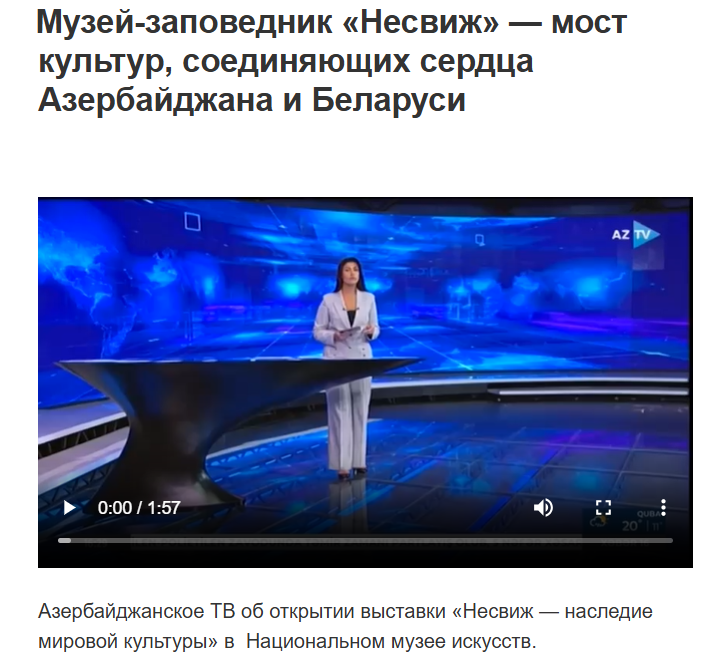 Музей-заповедник «Несвиж» — мост
культур, соединяющих сердца
Азербайджана и Беларуси
AZ TV
0:00 / 1:57
QUBA
20°
Азербайджанское ТВ об открытии выставки «Несвиж — наследие
мировой культуры» в  Национальном музее искусств.